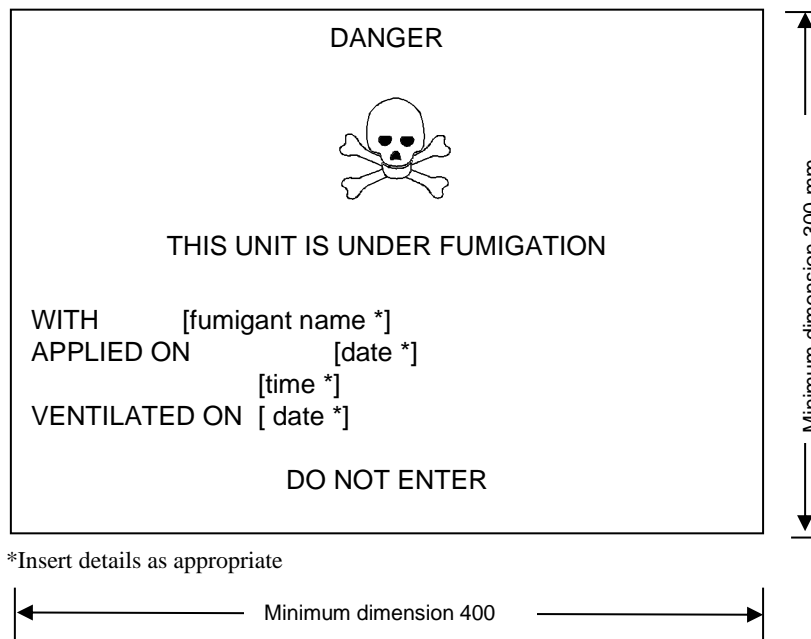 DANGER
THIS UNIT IS UNDER FUMIGATION
WITH [fumigant name *]
APPLIED ON [date *]
[time *]
VENTILATED ON [ date *]
DO NOT ENTER
*Insert details as appropriate
Minimum dimension 400
Minimum dimension 300 mm